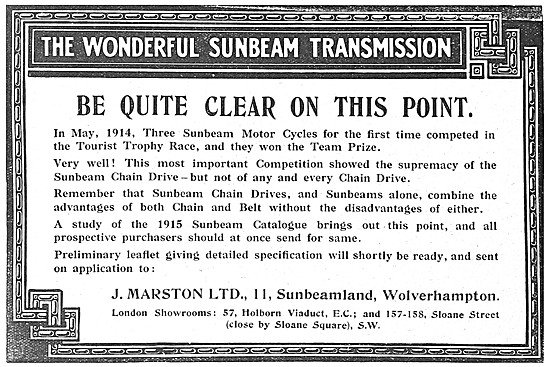 THE WONDERFUL SUNBEAM TRANSMISSION
BE QUITE CLEAR ON THIS POINT.
In May, 1914, Three Sunbeam Motor Cycles for the first time competed in
the Tourist Trophy Race, and they won the Team Prize.
Very well! This most important Competition showed the supremacy of the
Sunbeam Chain Drive – but not of any and every Chain Drive.
Remember that Sunbeam Chain Drives, and Sunbeams alone, combine the
advantages of both Chain and Belt without the disadvantages of either.
A study of the 1915 Sunbeam Catalogue brings out this point, and all
prospective purchasers should at once send for same.
Preliminary leaflet giving detailed specification will shortly be ready, and sent
on application to:
J. MARSTON LTD., 11, Sunbeamland, Wolverhampton.
London Showrooms: 57, Holborn Viaduct, E.C.; and 157-158, Sloane Street
(close by Sloane Square), S.W.